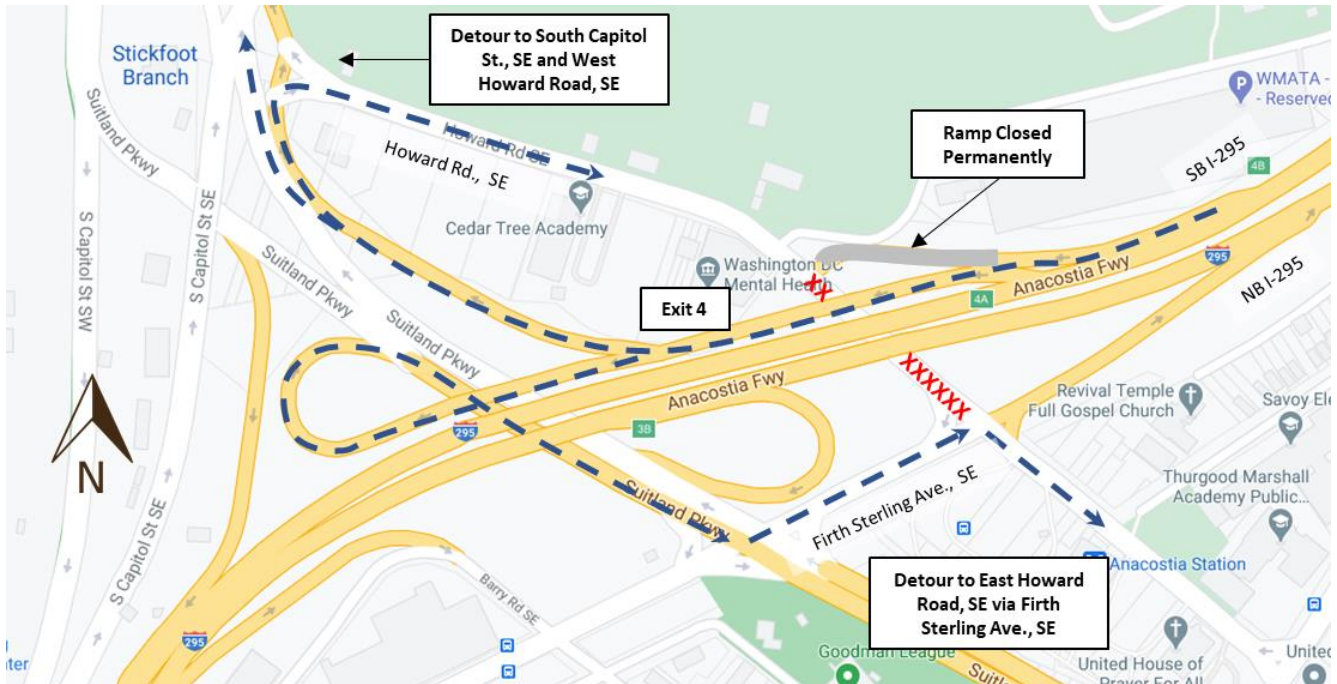 Detour to South Capitol
St., SE and West
Howard Road, SE
Stickfoot
Branch
WMATA -
- Reserved
Ramp Closed
Permanently
Suitland Pkwy
Howard Rd SE
Howard Rd., SE
SB I-295
4B
S Capitol St SE
S Capitol St SW
Cedar Tree Academy
295
Washington DC
Mental Health
XX
Anacostia Fwy
NB I-295
Suitland Pkwy
Exit 4
4A
Suitland Pkwy
XXXXXX
Anacostia Fwy
Revival Temple
Full Gospel Church
Savoy Ele
295
3B
N
Thurgood Marshall
Academy Public...
Suitland Pkwy
Firth Sterling Ave., SE
S Capitol St SE
Anacostia Station
Barry Rd SE
Detour to East Howard
Road, SE via Firth
Sterling Ave., SE
295
Goodman League
United House of
Prayer For All
United
nter
Suitl